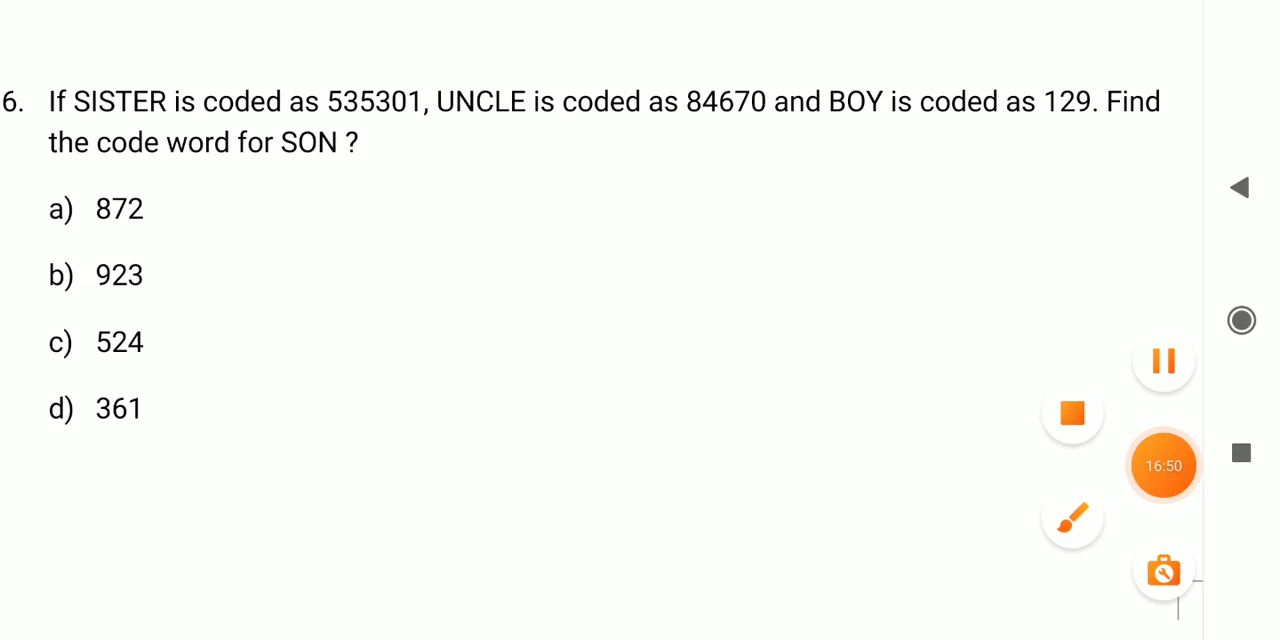 6. If SISTER is coded as 535301, UNCLE is coded as 84670 and BOY is coded as 129. Find
the code word for SON ?
a) 872
b) 923
c) 524
d) 361
16:50